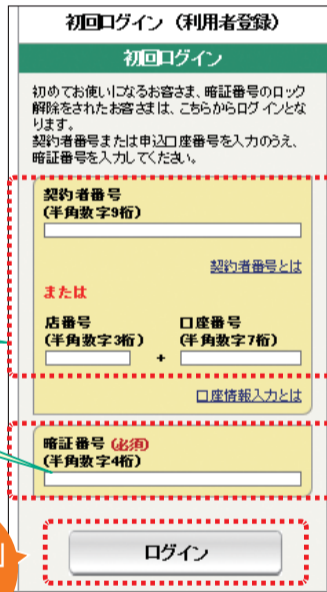 初回ログイン（利用者登録）
初回ログイン
初めてお使いになるお客さま、暗証番号のロック
解除をされたお客さまは、こちらからログインとな
ります。
契約者番号または申込口座番号を入力のうえ、
暗証番号を入力してください。
契約者番号
(半角数字9桁)
契約者番号とは
または
店番号 口座番号
(半角数字3桁) (半角数字7桁)
+
口座情報入力とは
暗証番号 (必須)
(半角数字4桁)
ログイン
」